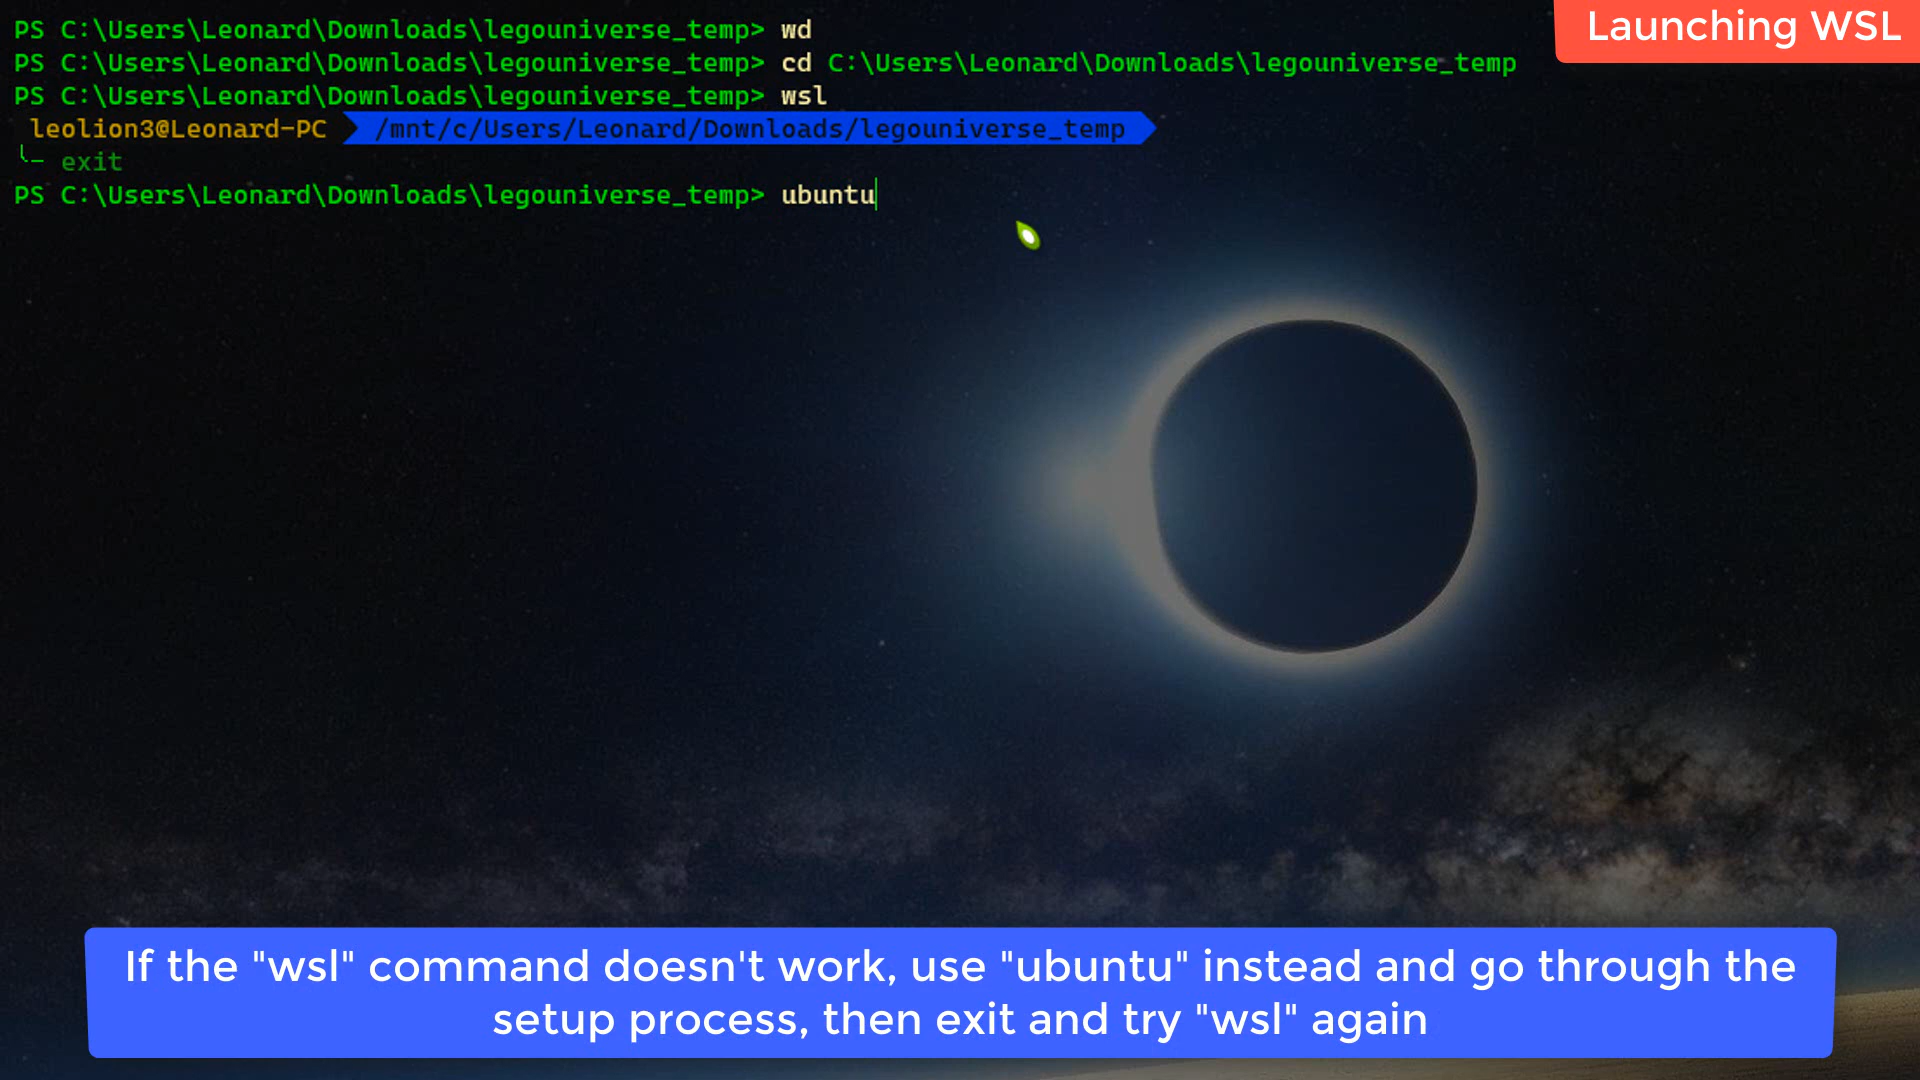 Launching WSL
PS C:\Users\Leonard\Downloads\legouniverse_temp> wd
PS C:\Users\Leonard\Downloads\legouniverse_temp> cd C:\Users\Leonard\Downloads\legouniverse_temp
PS C:\Users\Leonard\Downloads\legouniverse_temp> wsl
leolion3@Leonard-PC /mnt/c/Users/Leonard/Downloads/legouniverse_temp
╰─ exit
PS C:\Users\Leonard\Downloads\legouniverse_temp> ubuntu
If the "wsl" command doesn't work, use "ubuntu" instead and go through the
setup process, then exit and try "wsl" again